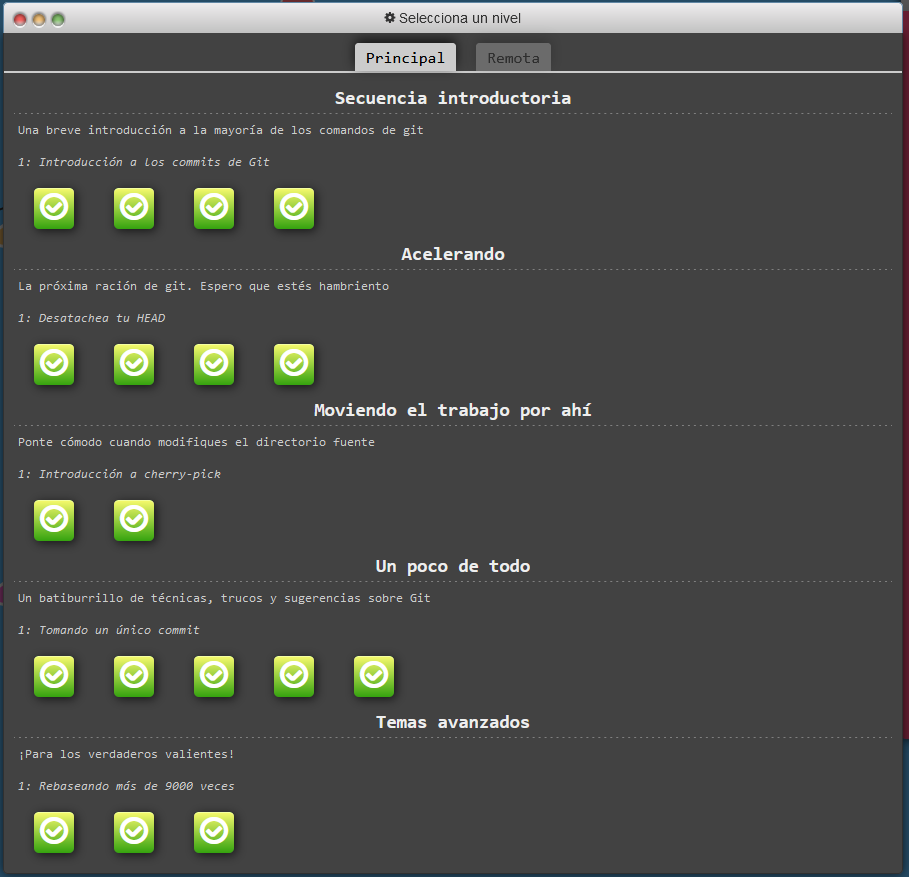 Selecciona un nivel
Principal
Remota
Secuencia introductoria
Una breve introducción a la mayoría de los comandos de git
1: Introducción a los commits de Git
Acelerando
La próxima ración de git. Espero que estés hambriento
1: Desatachea tu HEAD
Moviendo el trabajo por ahí
Ponte cómodo cuando modifiques el directorio fuente
1: Introducción a cherry-pick
Un poco de todo
Un batiburrillo de técnicas, trucos y sugerencias sobre Git
1: Tomando un único commit
Temas avanzados
¡Para los verdaderos valientes!
1: Rebaseando más de 9000 veces